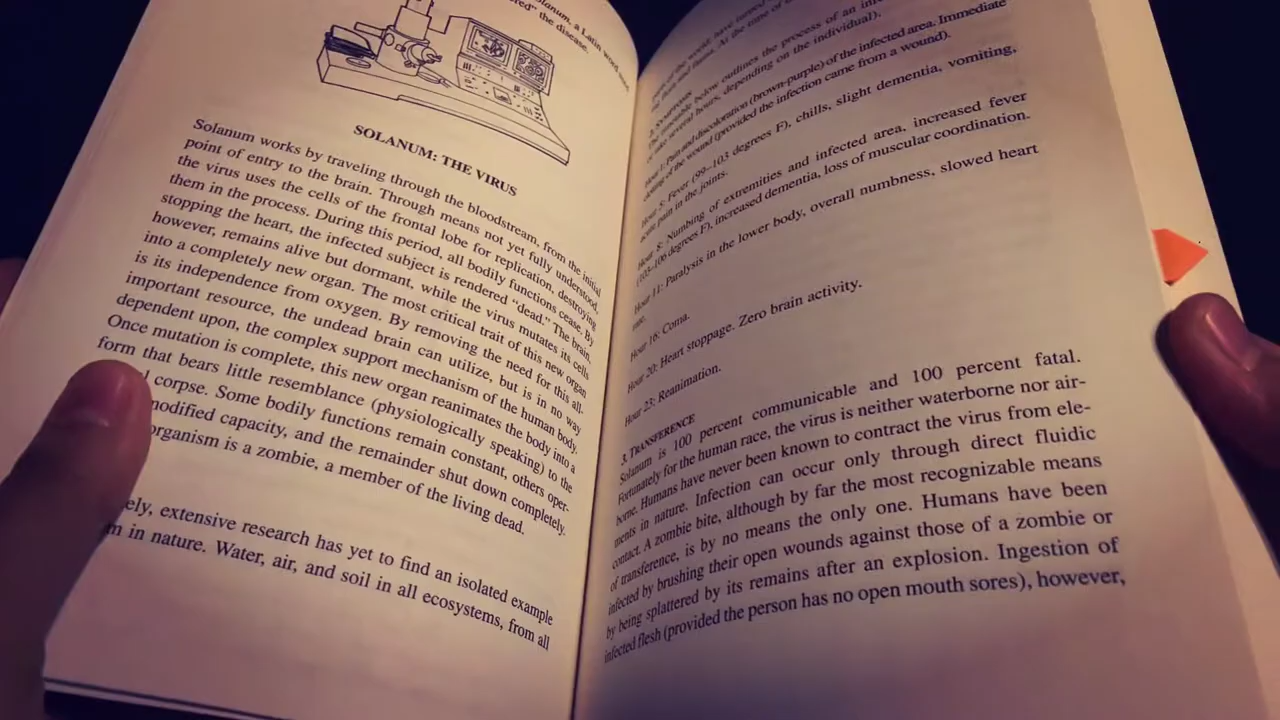 Solanum, a Latin word used
ered" the disease.
SOLANUM: THE VIRUS
Solanum works by traveling through the bloodstream, from the initial
point of entry to the brain. Through means not yet fully understood,
the virus uses the cells of the frontal lobe for replication, destroying
them in the process. During this period, all bodily functions cease. By
stopping the heart, the infected subject is rendered "dead." The brain,
however, remains alive but dormant, while the virus mutates its cells
into a completely new organ. The most critical trait of this new organ
is its independence from oxygen. By removing the need for this all-
important resource, the undead brain can utilize, but is in no way
dependent upon, the complex support mechanism of the human body.
Once mutation is complete, this new organ reanimates the body into a
form that bears little resemblance (physiologically speaking) to the
corpse. Some bodily functions remain constant, others oper-
modified capacity, and the remainder shut down completely.
organism is a zombie, a member of the living dead.
ely, extensive research has yet to find an isolated example
m in nature. Water, air, and soil in all ecosystems, from all
of the world, have turned
At the time of
2. SYMPTOMS
The timetable below outlines the process of an
to take several hours, depending on the individual).
Hour 1: Pain and discoloration (brown-purple) of the infected area. Immediate
clotting of the wound (provided the infection came from a wound).
Hour 5: Fever (99–103 degrees F), chills, slight dementia, vomiting,
acute pain in the joints.
Hour 8: Numbing of extremities and infected area, increased fever
(103–106 degrees F), increased dementia, loss of muscular coordination.
Hour 11: Paralysis in the lower body, overall numbness, slowed heart
rate.
Hour 16: Coma.
Hour 20: Heart stoppage. Zero brain activity.
Hour 23: Reanimation.
3. TRANSFERENCE
Solanum is 100 percent communicable and 100 percent fatal.
Fortunately for the human race, the virus is neither waterborne nor air-
borne. Humans have never been known to contract the virus from ele-
ments in nature. Infection can occur only through direct fluidic
contact. A zombie bite, although by far the most recognizable means
of transference, is by no means the only one. Humans have been
infected by brushing their open wounds against those of a zombie or
by being splattered by its remains after an explosion. Ingestion of
infected flesh (provided the person has no open mouth sores), however,